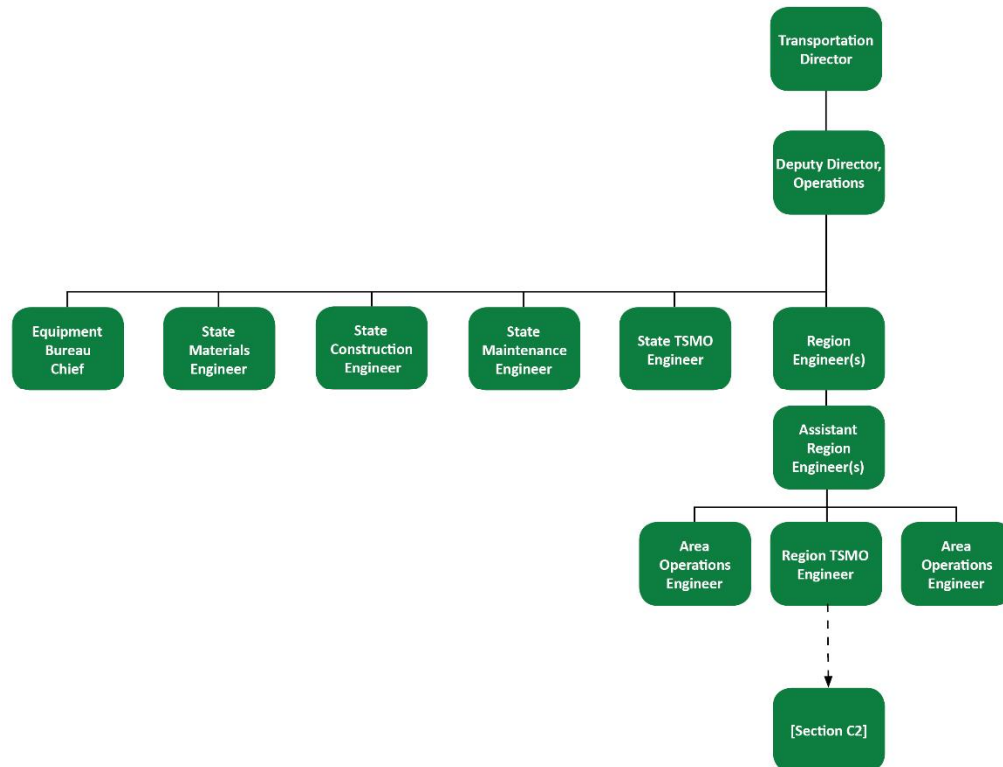 Transportation
Director
Deputy Director,
Operations
Equipment
Bureau
Chief
State
Materials
Engineer
State
Construction
Engineer
State
Maintenance
Engineer
State TSMO
Engineer
Region
Engineer(s)
Assistant
Region
Engineer(s)
Area
Operations
Engineer
Region TSMO
Engineer
Area
Operations
Engineer
[Section C2]